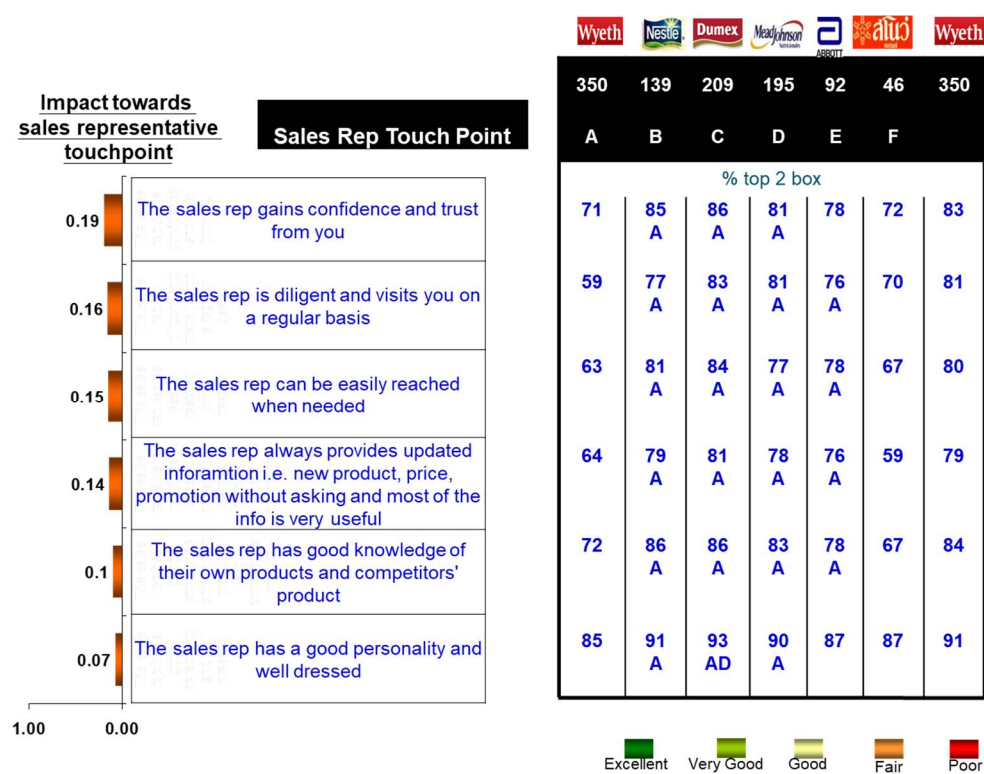 Wyeth Nestlé Dumex MeadJohnson ABBOTT สโนว์ Wyeth
Impact towards
sales representative
touchpoint
Sales Rep Touch Point
350 139 209 195 92 46 350
A B C D E F
% top 2 box
0.19
The sales rep gains confidence and trust
from you
71 85 86 81 78 72 83
A A A
0.16
The sales rep is diligent and visits you on
a regular basis
59 77 83 81 76 70 81
A A A A
0.15
The sales rep can be easily reached
when needed
63 81 84 77 78 67 80
A A A A
0.14
The sales rep always provides updated
inforamtion i.e. new product, price,
promotion without asking and most of the
info is very useful
64 79 81 78 76 59 79
A A A A
0.1
The sales rep has good knowledge of
their own products and competitors'
product
72 86 86 83 78 67 84
A A A A
0.07
The sales rep has a good personality and
well dressed
85 91 93 90 87 87 91
A AD A
1.00 0.00
Excellent Very Good Good Fair Poor